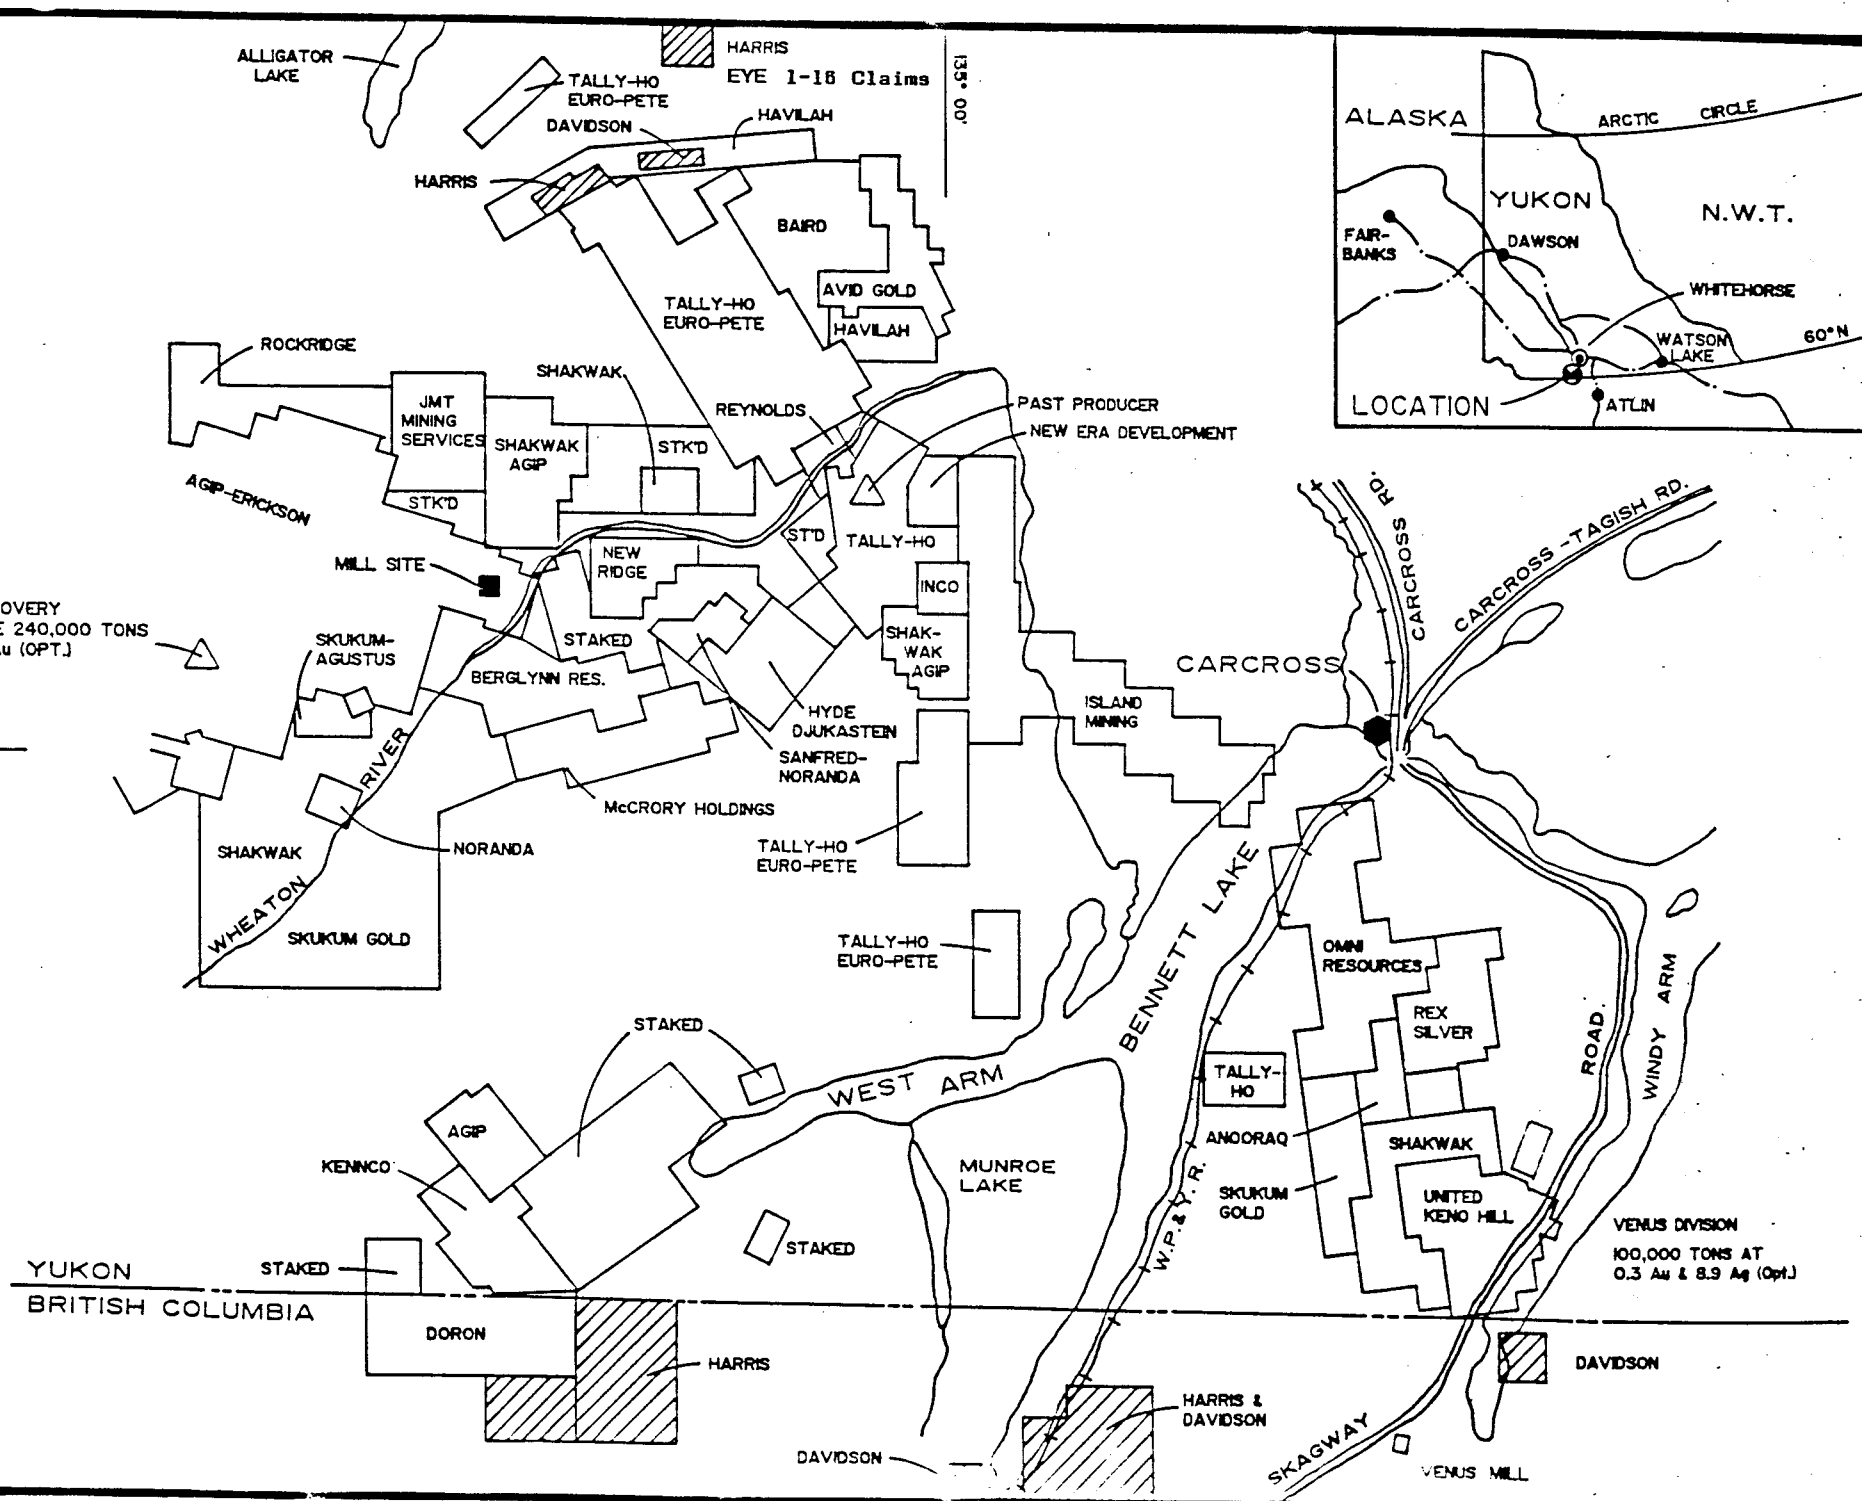 ALLIGATOR
LAKE
TALLY-HO
EURO-PETE
HARRIS
EYE 1-16 Claims
135° 00'
DAVIDSON
HAVILAH
HARRIS
BAIRD
AVID GOLD
HAVILAH
TALLY-HO
EURO-PETE
ALASKA
ARCTIC CIRCLE
YUKON
N.W.T.
FAIR-
BANKS
DAWSON
WHITEHORSE
WATSON
LAKE
60°N
LOCATION
ATLIN
ROCKRIDGE
JMT
MINING
SERVICES
SHAKWAK
SHAKWAK
AGIP
STK'D
REYNOLDS
PAST PRODUCER
NEW ERA DEVELOPMENT
AGIP-ERICKSON
STK'D
MILL SITE
NEW
RIDGE
ST'D
TALLY-HO
INCO
OVERY
E 240,000 TONS
Au (OPT.)
SKUKUM-
AGUSTUS
STAKED
BERGLYNN RES.
SHAK-
WAK
AGIP
HYDE
DJUKASTEIN
SANFRED-
NORANDA
McCRORY HOLDINGS
ISLAND
MINING
CARCROSS
CARCROSS RD.
CARCROSS-TAGISH RD.
WHEATON RIVER
NORANDA
SHAKWAK
SKUKUM GOLD
TALLY-HO
EURO-PETE
TALLY-HO
EURO-PETE
BENNETT LAKE
OMNI
RESOURCES
REX
SILVER
ROAD.
WINDY ARM
STAKED
WEST ARM
TALLY-
HO
AGIP
KENNCO
MUNROE
LAKE
ANOORAQ
SHAKWAK
SKUKUM
GOLD
UNITED
KENO HILL
W.P.& Y.R.
VENUS DIVISION
100,000 TONS AT
0.3 Au & 8.9 Ag (Opt.)
STAKED
STAKED
YUKON
BRITISH COLUMBIA
DORON
HARRIS
HARRIS &
DAVIDSON
DAVIDSON
DAVIDSON
SKAGWAY
VENUS MILL